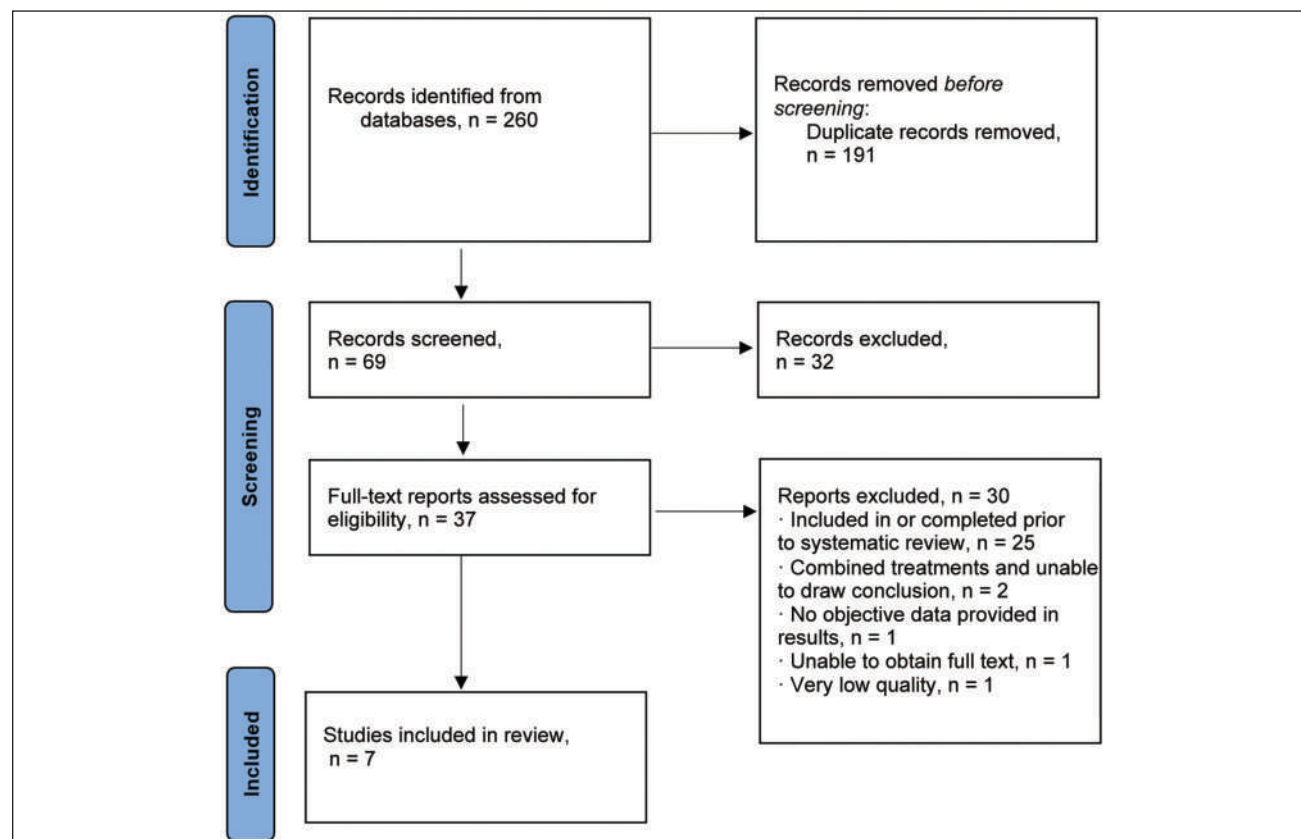 Identification
Records identified from
databases, n = 260
Records removed before
screening:
Duplicate records removed,
n = 191
Screening
Records screened,
n = 69
Records excluded,
n = 32
Full-text reports assessed for
eligibility, n = 37
Reports excluded, n = 30
· Included in or completed prior
to systematic review, n = 25
· Combined treatments and unable
to draw conclusion, n = 2
· No objective data provided in
results, n = 1
· Unable to obtain full text, n = 1
· Very low quality, n = 1
Included
Studies included in review,
n = 7